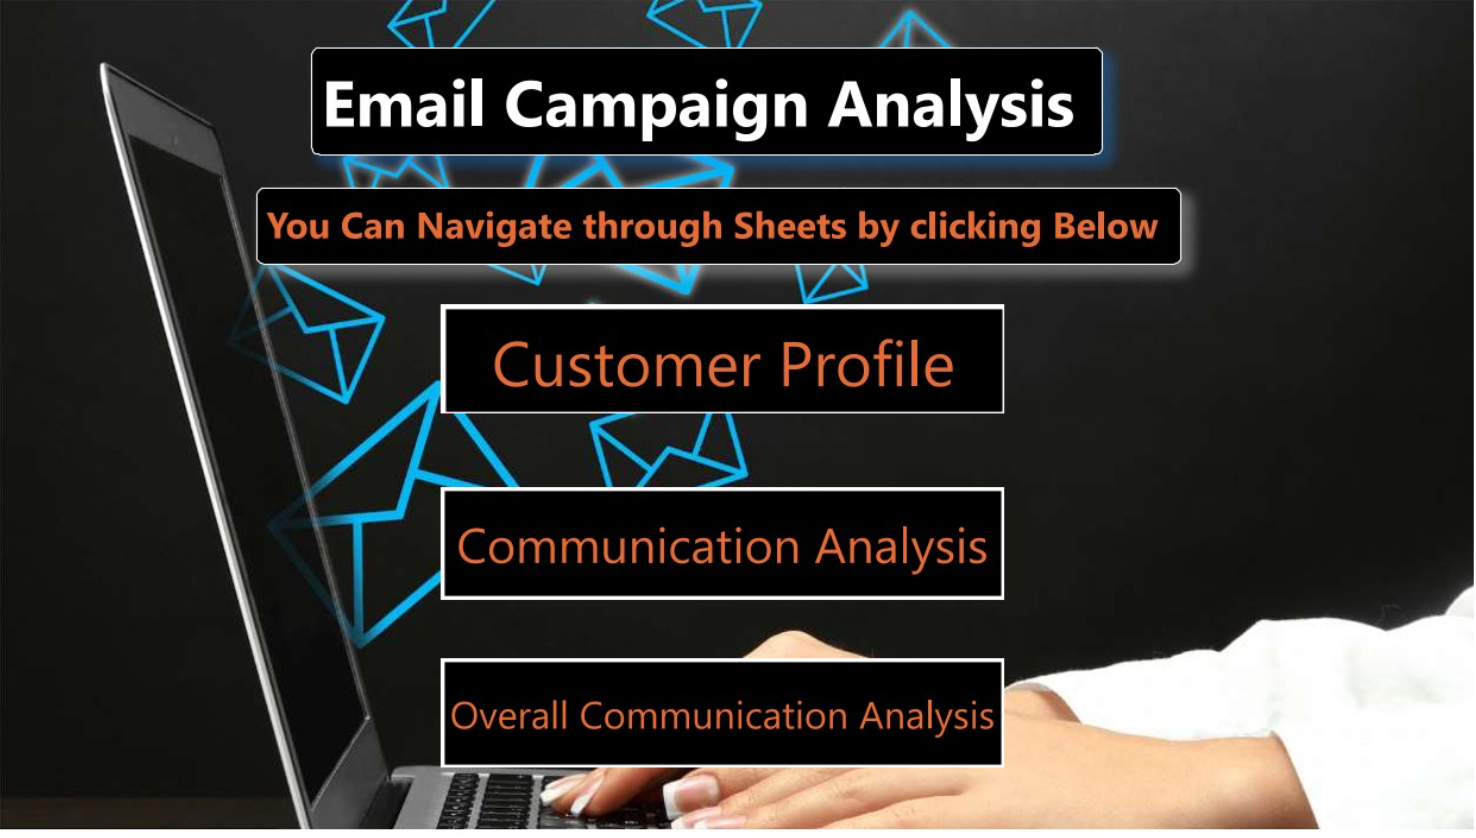 Email Campaign Analysis
You Can Navigate through Sheets by clicking Below
Customer Profile
Communication Analysis
Overall Communication Analysis